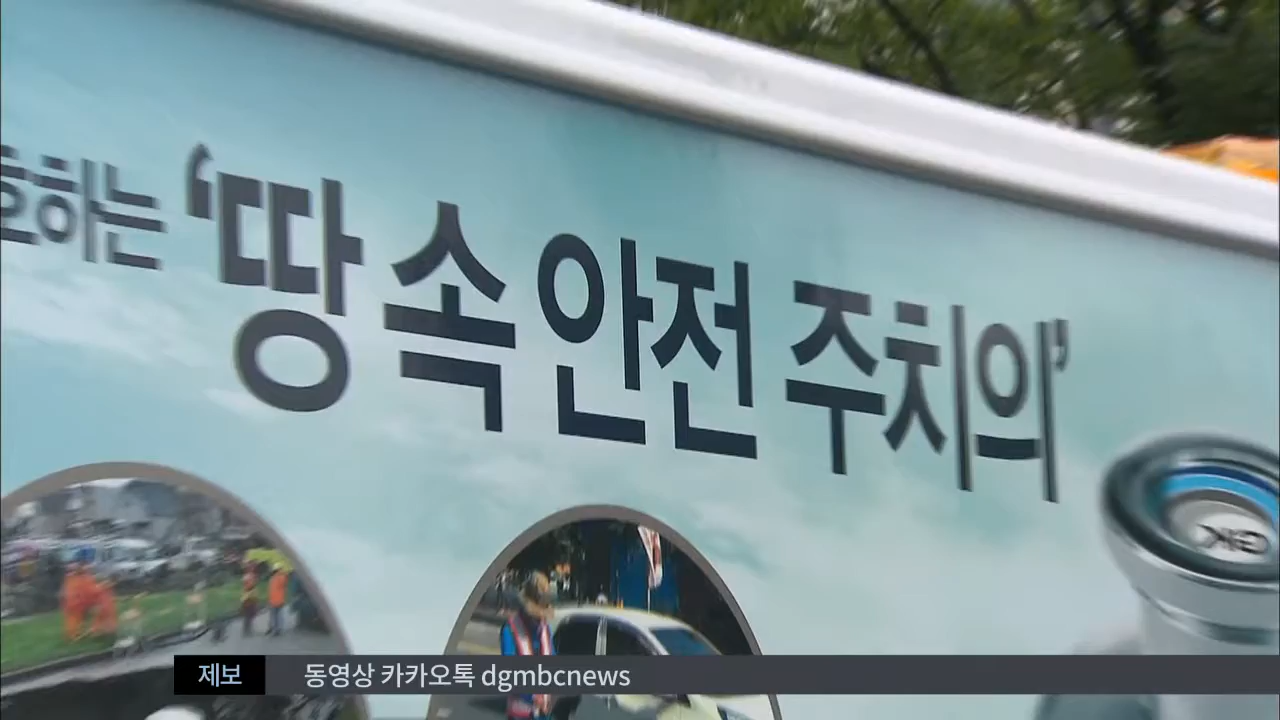 하는 '땅 속 안전 주치의'
제보 동영상 카카오톡 dgmbcnews